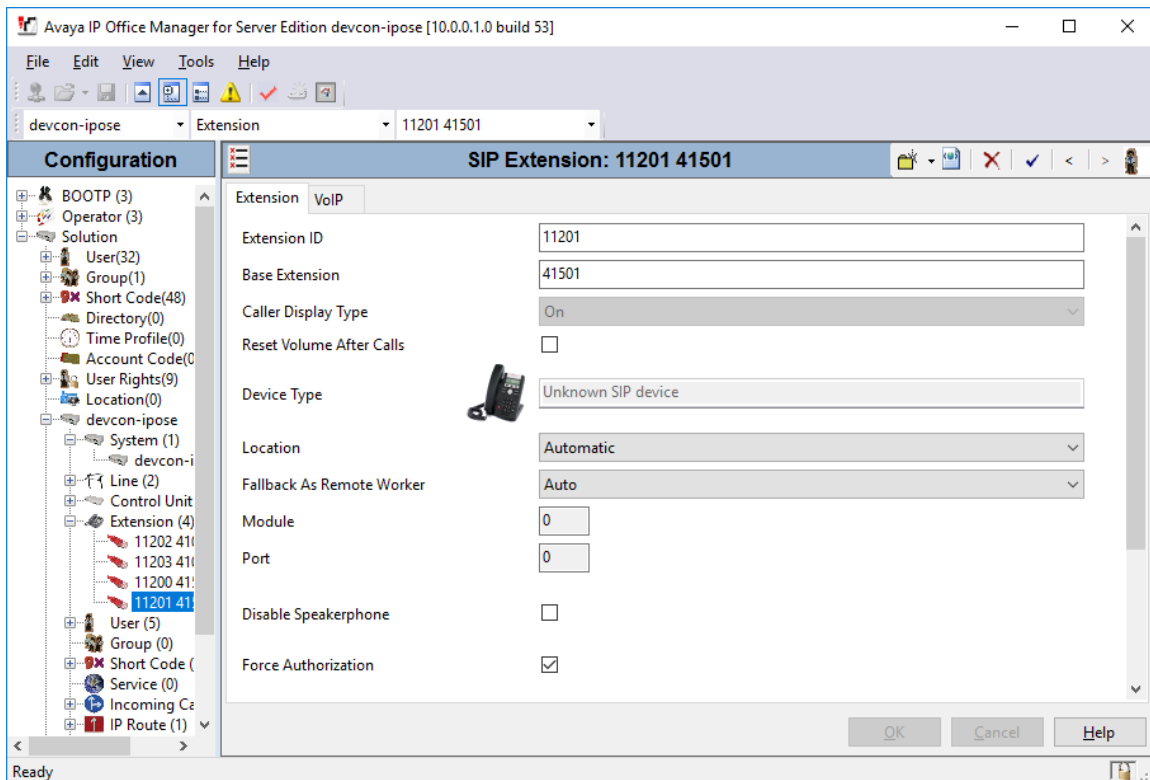 Avaya IP Office Manager for Server Edition devcon-ipose [10.0.0.1.0 build 53]
File Edit View Tools Help
devcon-ipose Extension 11201 41501
Configuration
SIP Extension: 11201 41501
BOOTP (3)
Operator (3)
Solution
User(32)
Group(1)
Short Code(48)
Directory(0)
Time Profile(0)
Account Code(0
User Rights(9)
Location(0)
devcon-ipose
System (1)
devcon-i
Line (2)
Control Unit
Extension (4)
11202 410
11203 410
11200 415
11201 415
User (5)
Group (0)
Short Code (
Service (0)
Incoming Ca
IP Route (1)
Extension VoIP
Extension ID 11201
Base Extension 41501
Caller Display Type On
Reset Volume After Calls
Device Type Unknown SIP device
Location Automatic
Fallback As Remote Worker Auto
Module 0
Port 0
Disable Speakerphone
Force Authorization
OK Cancel Help
Ready